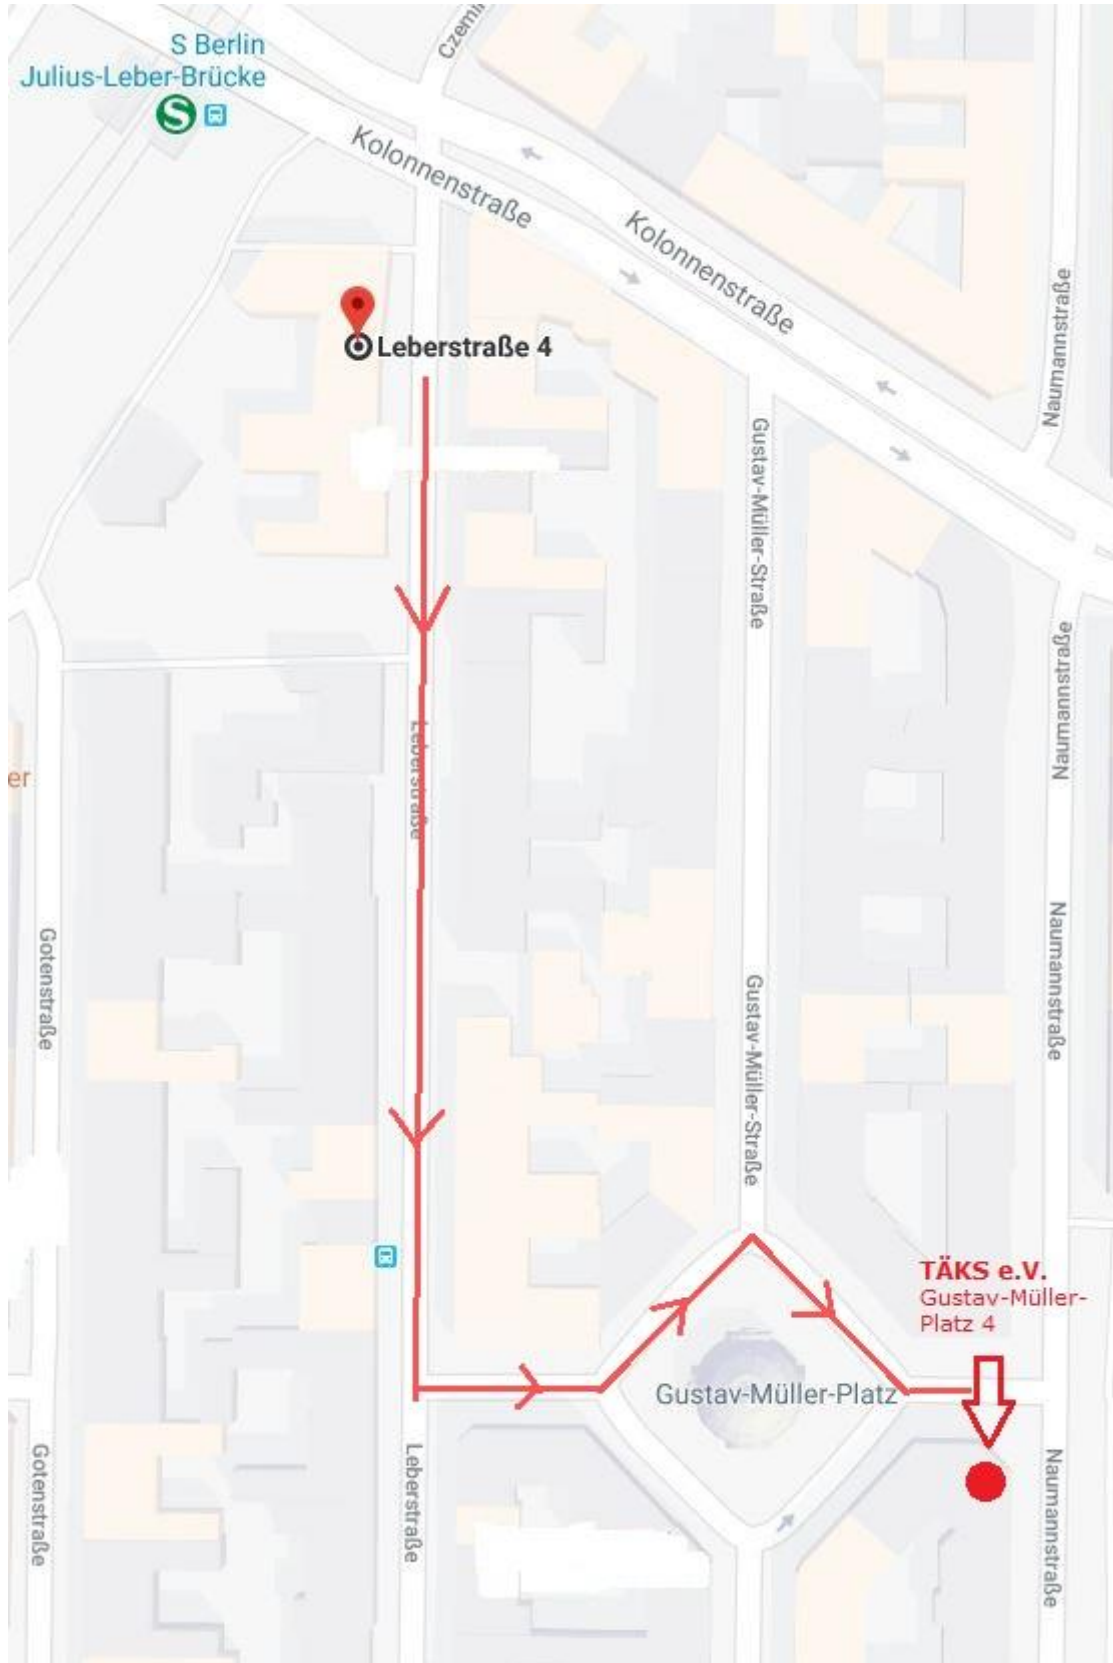 S Berlin
Julius-Leber-Brücke
S
Kolonnenstraße
Kolonnenstraße
Naumannstraße
Leberstraße 4
Gustav-Müller-Straße
Naumannstraße
Leberstraße
er
Gotenstraße
Naumannstraße
Gustav-Müller-Straße
TÄKS e.V.
Gustav-Müller-
Platz 4
Gustav-Müller-Platz
Gotenstraße
Leberstraße
Naumannstraße